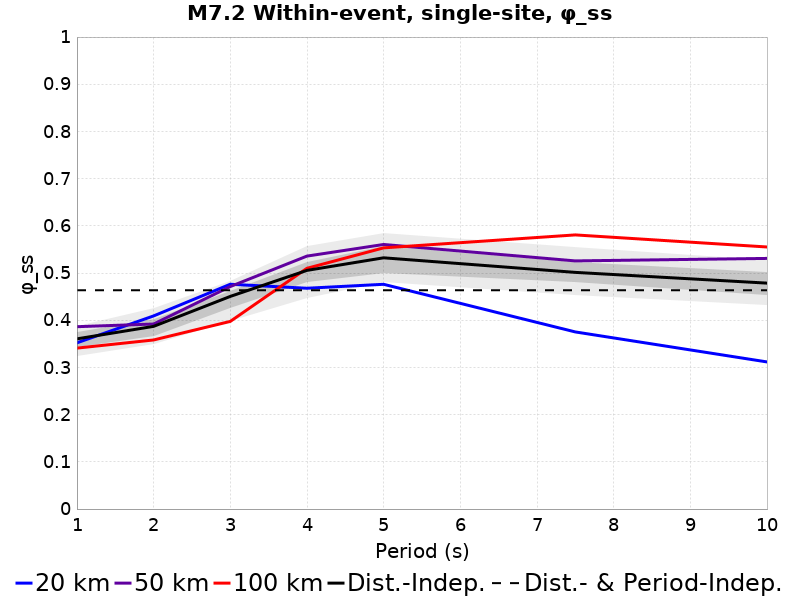 M7.2 Within-event, single-site, φ_ss
1
0.9
0.8
0.7
0.6
0.5
0.4
0.3
0.2
0.1
0
φ_ss
1 2 3 4 5 6 7 8 9 10
Period (s)
20 km 50 km 100 km Dist.-Indep. Dist.- & Period-Indep.